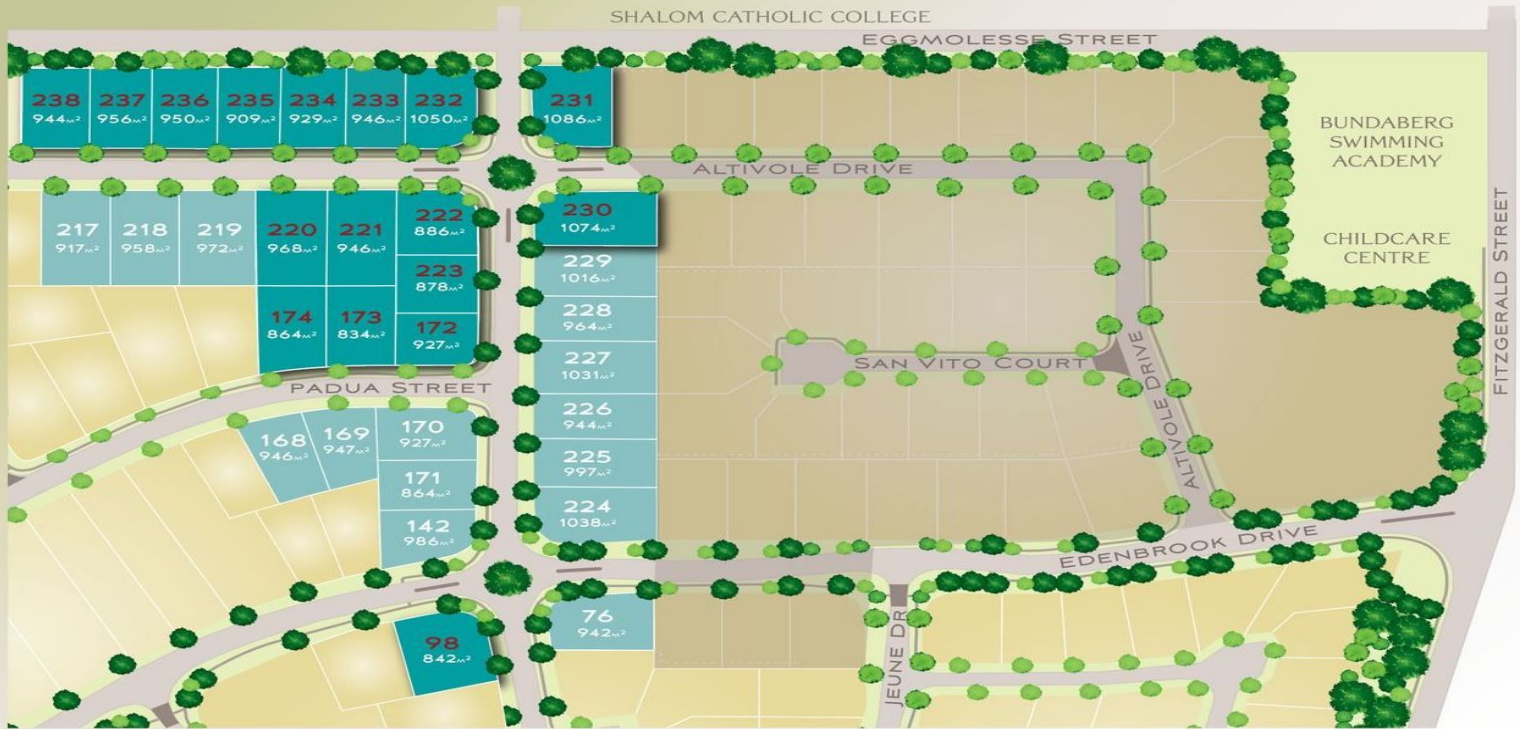 SHALOM CATHOLIC COLLEGE
EGGMOLESSE STREET
238
944m²
237
956m²
236
950m²
235
909m²
234
929m²
233
946m²
232
1050m²
231
1086m²
BUNDABERG
SWIMMING
ACADEMY
ALTIVOLE DRIVE
217
917m²
218
958m²
219
972m²
220
968m²
221
946m²
222
886m²
230
1074m²
CHILDCARE
CENTRE
FITZGERALD STREET
223
878m²
229
1016m²
174
864m²
173
834m²
172
927m²
228
964m²
227
1031m²
SAN VITO COURT
ALTIVOLE DRIVE
PADUA STREET
226
944m²
168
946m²
169
947m²
170
927m²
225
997m²
171
864m²
224
1038m²
142
986m²
EDENBROOK DRIVE
76
942m²
98
842m²
JEUNE DR